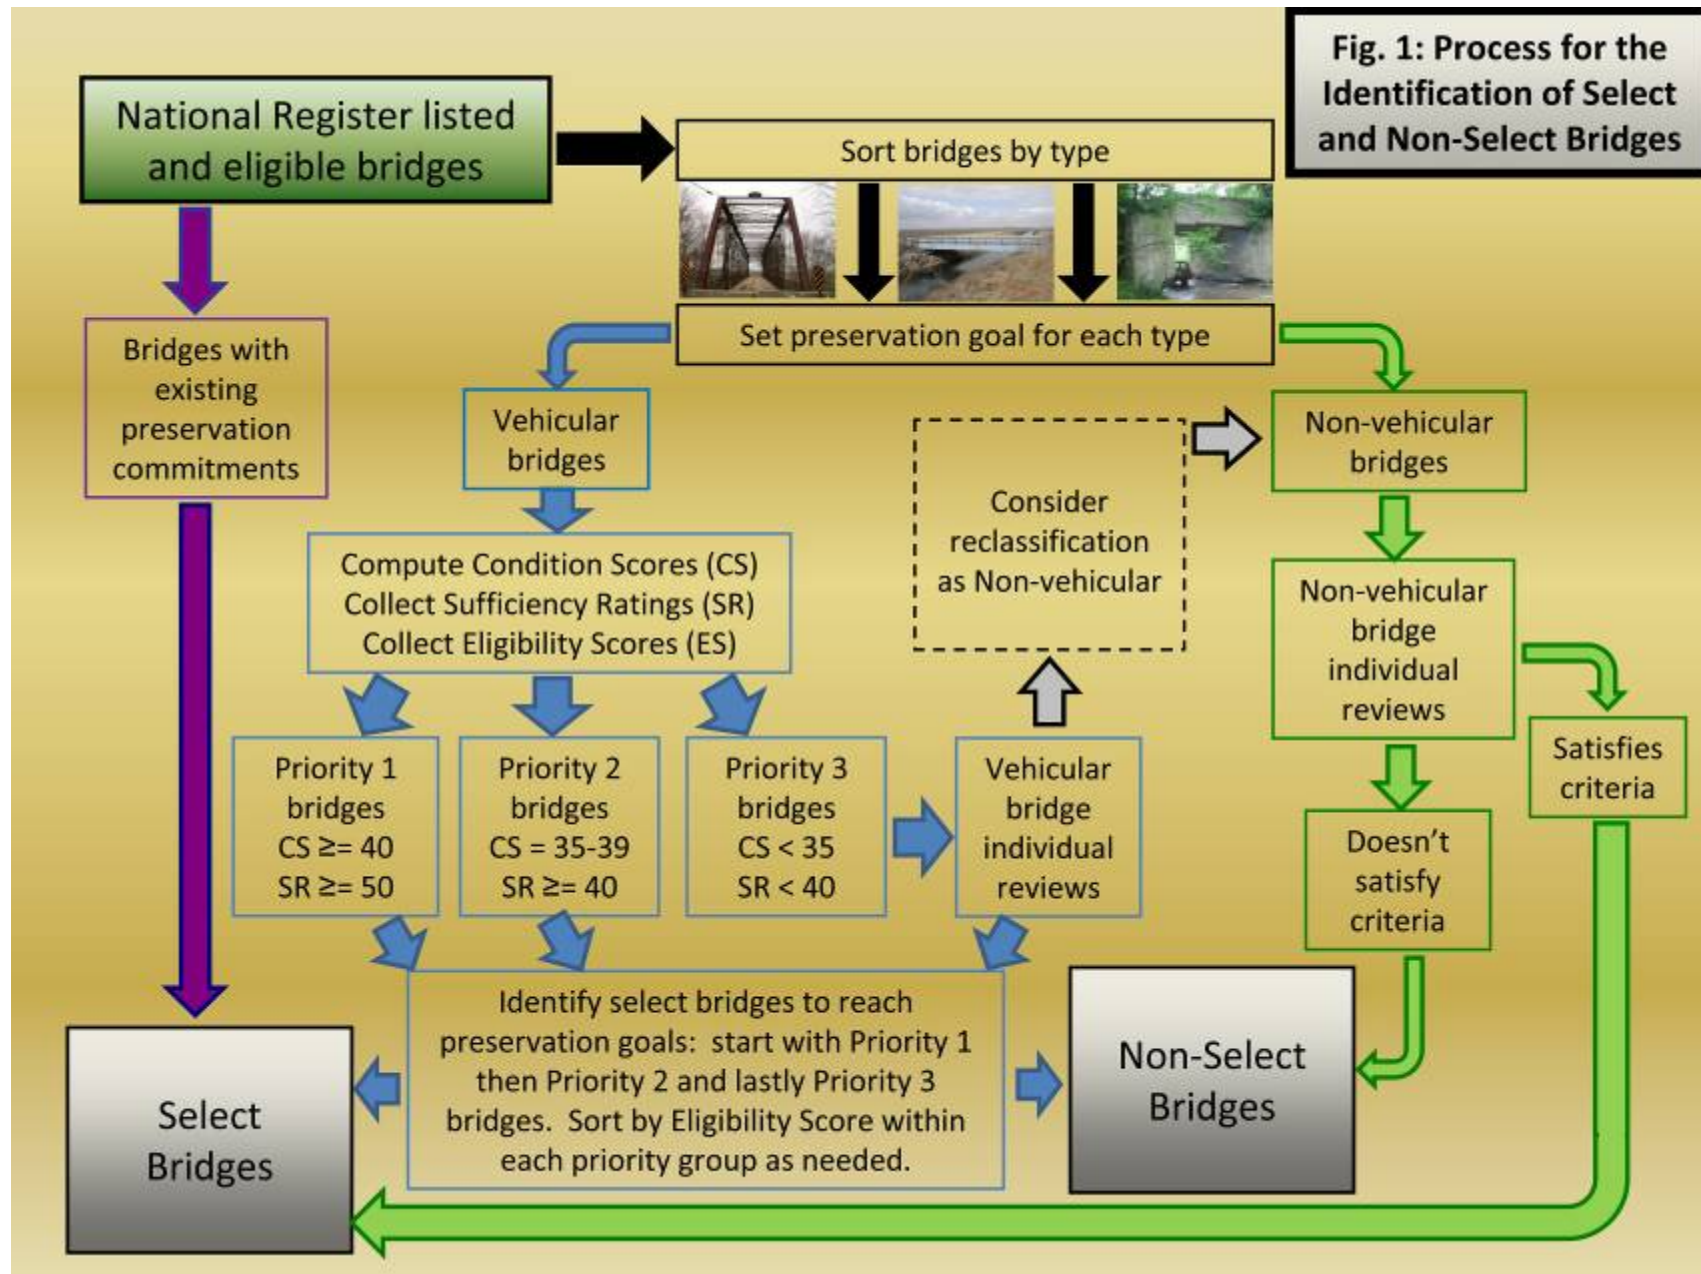 Fig. 1: Process for the
Identification of Select
and Non-Select Bridges
National Register listed
and eligible bridges
Sort bridges by type
Set preservation goal for each type
Bridges with
existing
preservation
commitments
Vehicular
bridges
Consider
reclassification
as Non-vehicular
Non-vehicular
bridges
Compute Condition Scores (CS)
Collect Sufficiency Ratings (SR)
Collect Eligibility Scores (ES)
Non-vehicular
bridge
individual
reviews
Priority 1
bridges
CS ≥= 40
SR ≥= 50
Priority 2
bridges
CS = 35-39
SR ≥= 40
Priority 3
bridges
CS < 35
SR < 40
Vehicular
bridge
individual
reviews
Satisfies
criteria
Doesn't
satisfy
criteria
Identify select bridges to reach
preservation goals:  start with Priority 1
then Priority 2 and lastly Priority 3
bridges.  Sort by Eligibility Score within
each priority group as needed.
Select
Bridges
Non-Select
Bridges